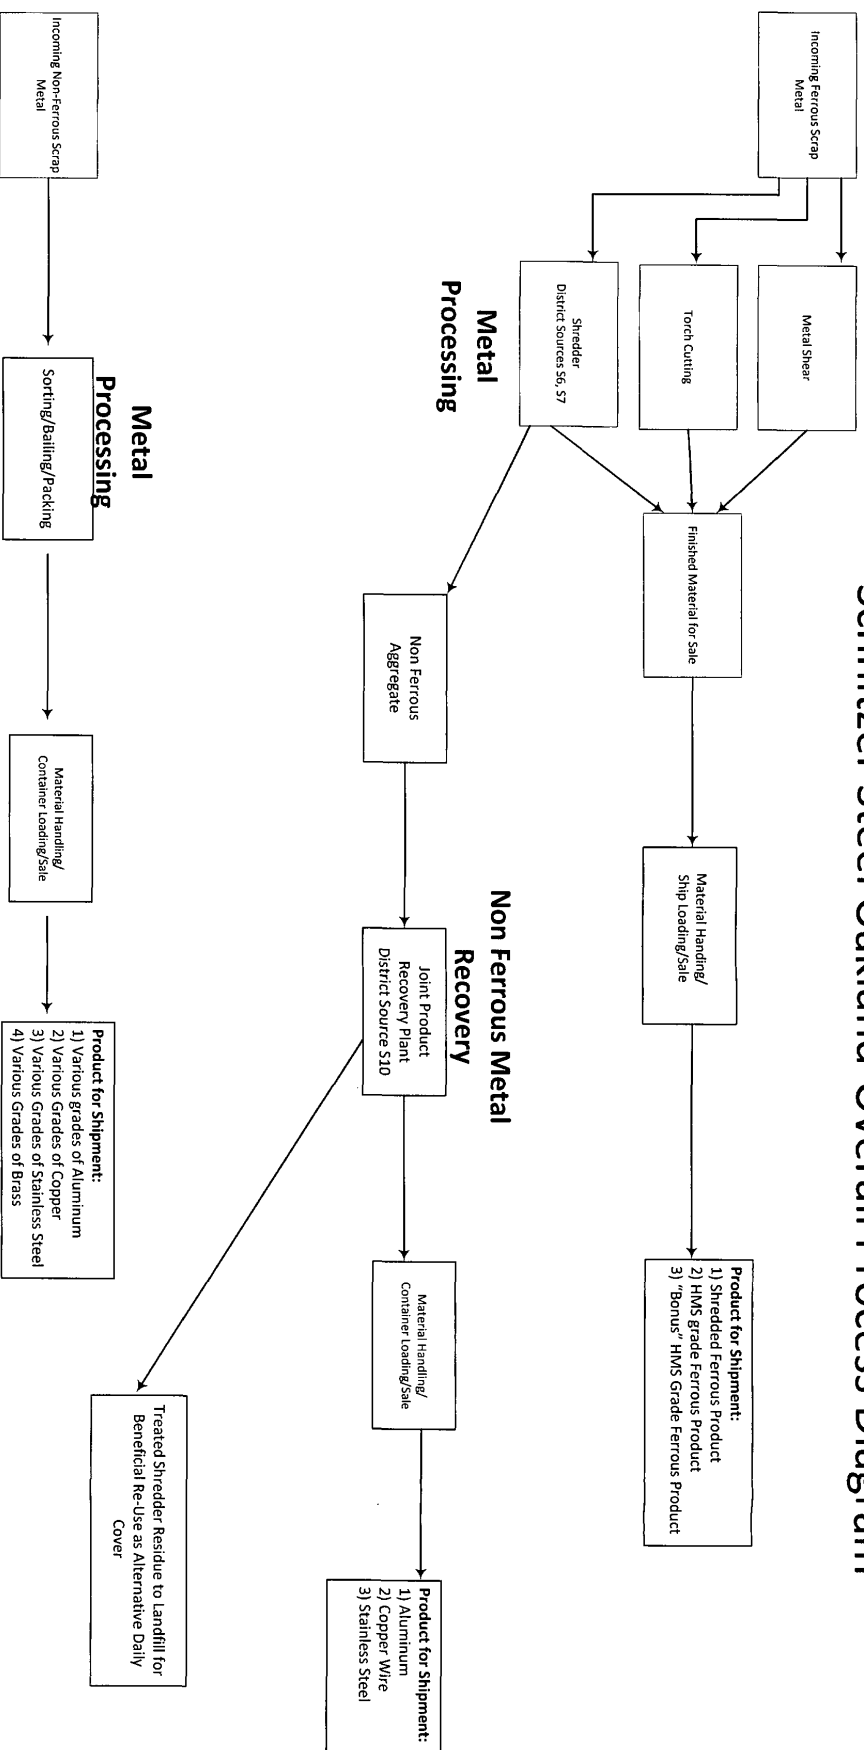 Schnitzer Steel Oakland Overall Process Diagram
Incoming Ferrous Scrap
Metal
Metal Shear
Torch Cutting
Shredder
District Sources S6, S7
Metal
Processing
Finished Material for Sale
Material Handing/
Ship Loading/Sale
Product for Shipment:
1) Shredded Ferrous Product
2) HMS grade Ferrous Product
3) "Bonus" HMS Grade Ferrous Product
Non Ferrous
Aggregate
Non Ferrous Metal
Recovery
Joint Product
Recovery Plant
District Source S10
Material Handling/
Container Loading/Sale
Product for Shipment:
1) Aluminum
2) Copper Wire
3) Stainless Steel
Treated Shredder Residue to Landfill for
Beneficial Re-Use as Alternative Daily
Cover
Incoming Non-Ferrous Scrap
Metal
Metal
Processing
Sorting/Bailing/Packing
Material Handling/
Container Loading/Sale
Product for Shipment:
1) Various grades of Aluminum
2) Various Grades of Copper
3) Various Grades of Stainless Steel
4) Various Grades of Brass